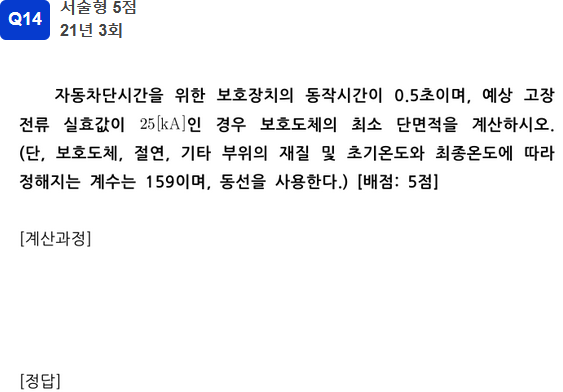 Q14
서술형 5점
21년 3회
자동차단시간을 위한 보호장치의 동작시간이 0.5초이며, 예상 고장
전류 실효값이 25[kA]인 경우 보호도체의 최소 단면적을 계산하시오.
(단, 보호도체, 절연, 기타 부위의 재질 및 초기온도와 최종온도에 따라
정해지는 계수는 159이며, 동선을 사용한다.) [배점: 5점]
[계산과정]
[정답]